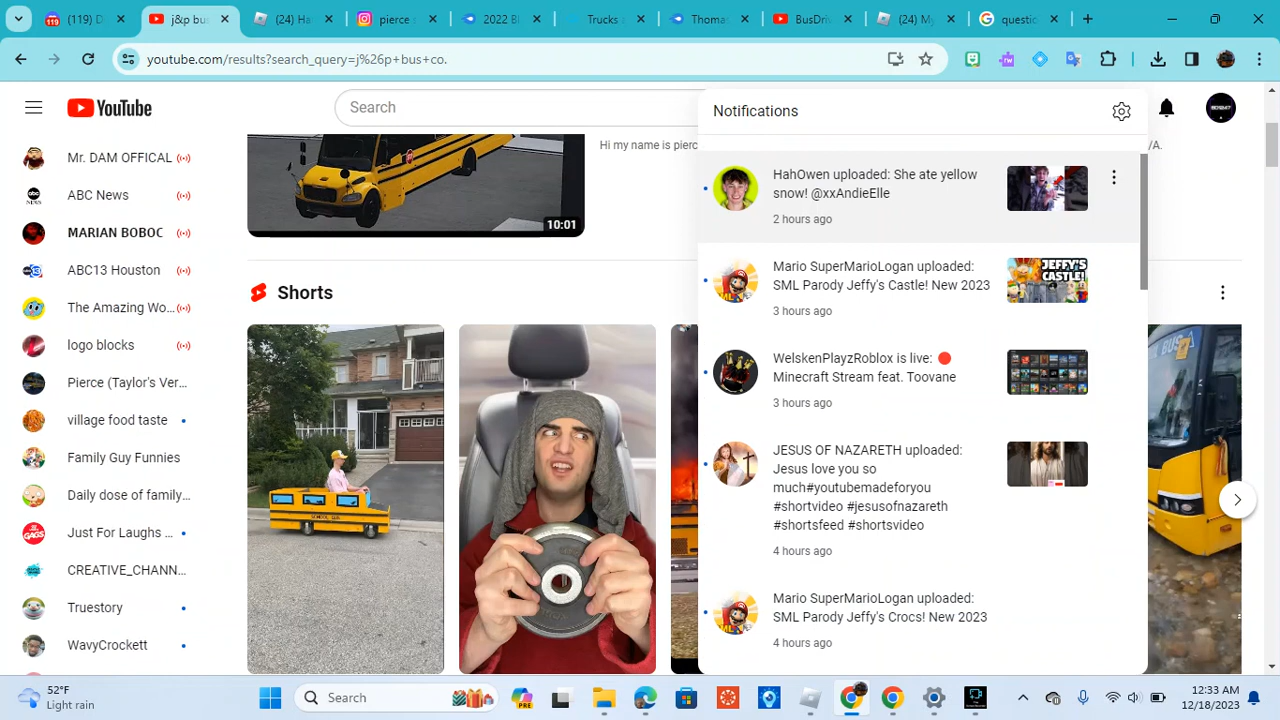 (119) D
j&p bus
(24) Ha
pierce s
2022 Bl
Trucks a
Thomas
BusDriv
(24) My
questic
youtube.com/results?search_query=j%26p+bus+co.
YouTube
Search
Mr. DAM OFFICAL
ABC News
MARIAN BOBOC
ABC13 Houston
The Amazing Wo...
logo blocks
Pierce (Taylor's Ver...
village food taste
Family Guy Funnies
Daily dose of family...
Just For Laughs ...
CREATIVE_CHANN...
Truestory
WavyCrockett
10:01
Hi my name is pierc
/A.
Shorts
SCHOOL BUS
Notifications
HahOwen uploaded: She ate yellow
snow! @xxAndieElle
2 hours ago
Mario SuperMarioLogan uploaded:
SML Parody Jeffy's Castle! New 2023
3 hours ago
JEFFY'S
CASTLE!
WelskenPlayzRoblox is live: 🔴
Minecraft Stream feat. Toovane
3 hours ago
JESUS OF NAZARETH uploaded:
Jesus love you so
much#youtubemadeforyou
#shortvideo #jesusofnazareth
#shortsfeed #shortsvideo
4 hours ago
Mario SuperMarioLogan uploaded:
SML Parody Jeffy's Crocs! New 2023
4 hours ago
52°F
Light rain
Search
PRE
12:33 AM
12/18/2023